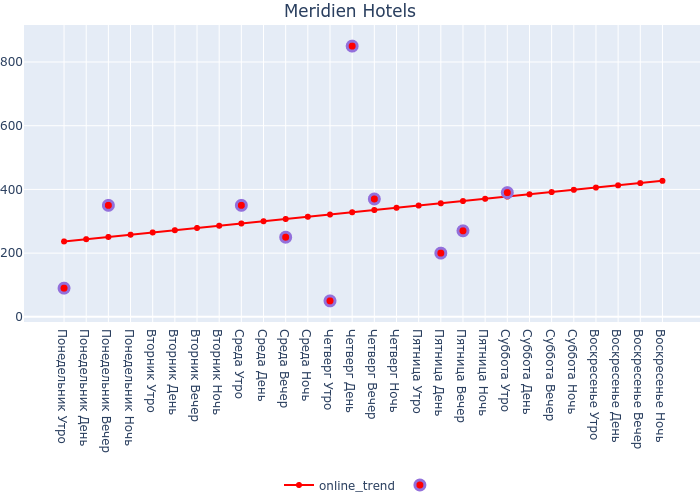 Meridien Hotels
800
600
400
200
0
Понедельник Утро
Понедельник День
Понедельник Вечер
Понедельник Ночь
Вторник Утро
Вторник День
Вторник Вечер
Вторник Ночь
Среда Утро
Среда День
Среда Вечер
Среда Ночь
Четверг Утро
Четверг День
Четверг Вечер
Четверг Ночь
Пятница Утро
Пятница День
Пятница Вечер
Пятница Ночь
Суббота Утро
Суббота День
Суббота Вечер
Суббота Ночь
Воскресенье Утро
Воскресенье День
Воскресенье Вечер
Воскресенье Ночь
online_trend